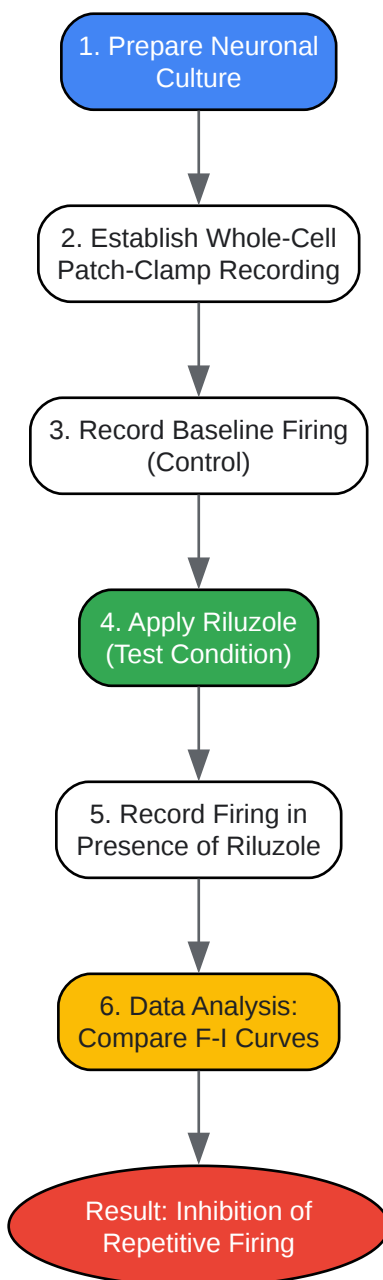 1. Prepare Neuronal
Culture
2. Establish Whole-Cell
Patch-Clamp Recording
3. Record Baseline Firing
(Control)
4. Apply Riluzole
(Test Condition)
5. Record Firing in
Presence of Riluzole
6. Data Analysis:
Compare F-I Curves
Result: Inhibition of
Repetitive Firing